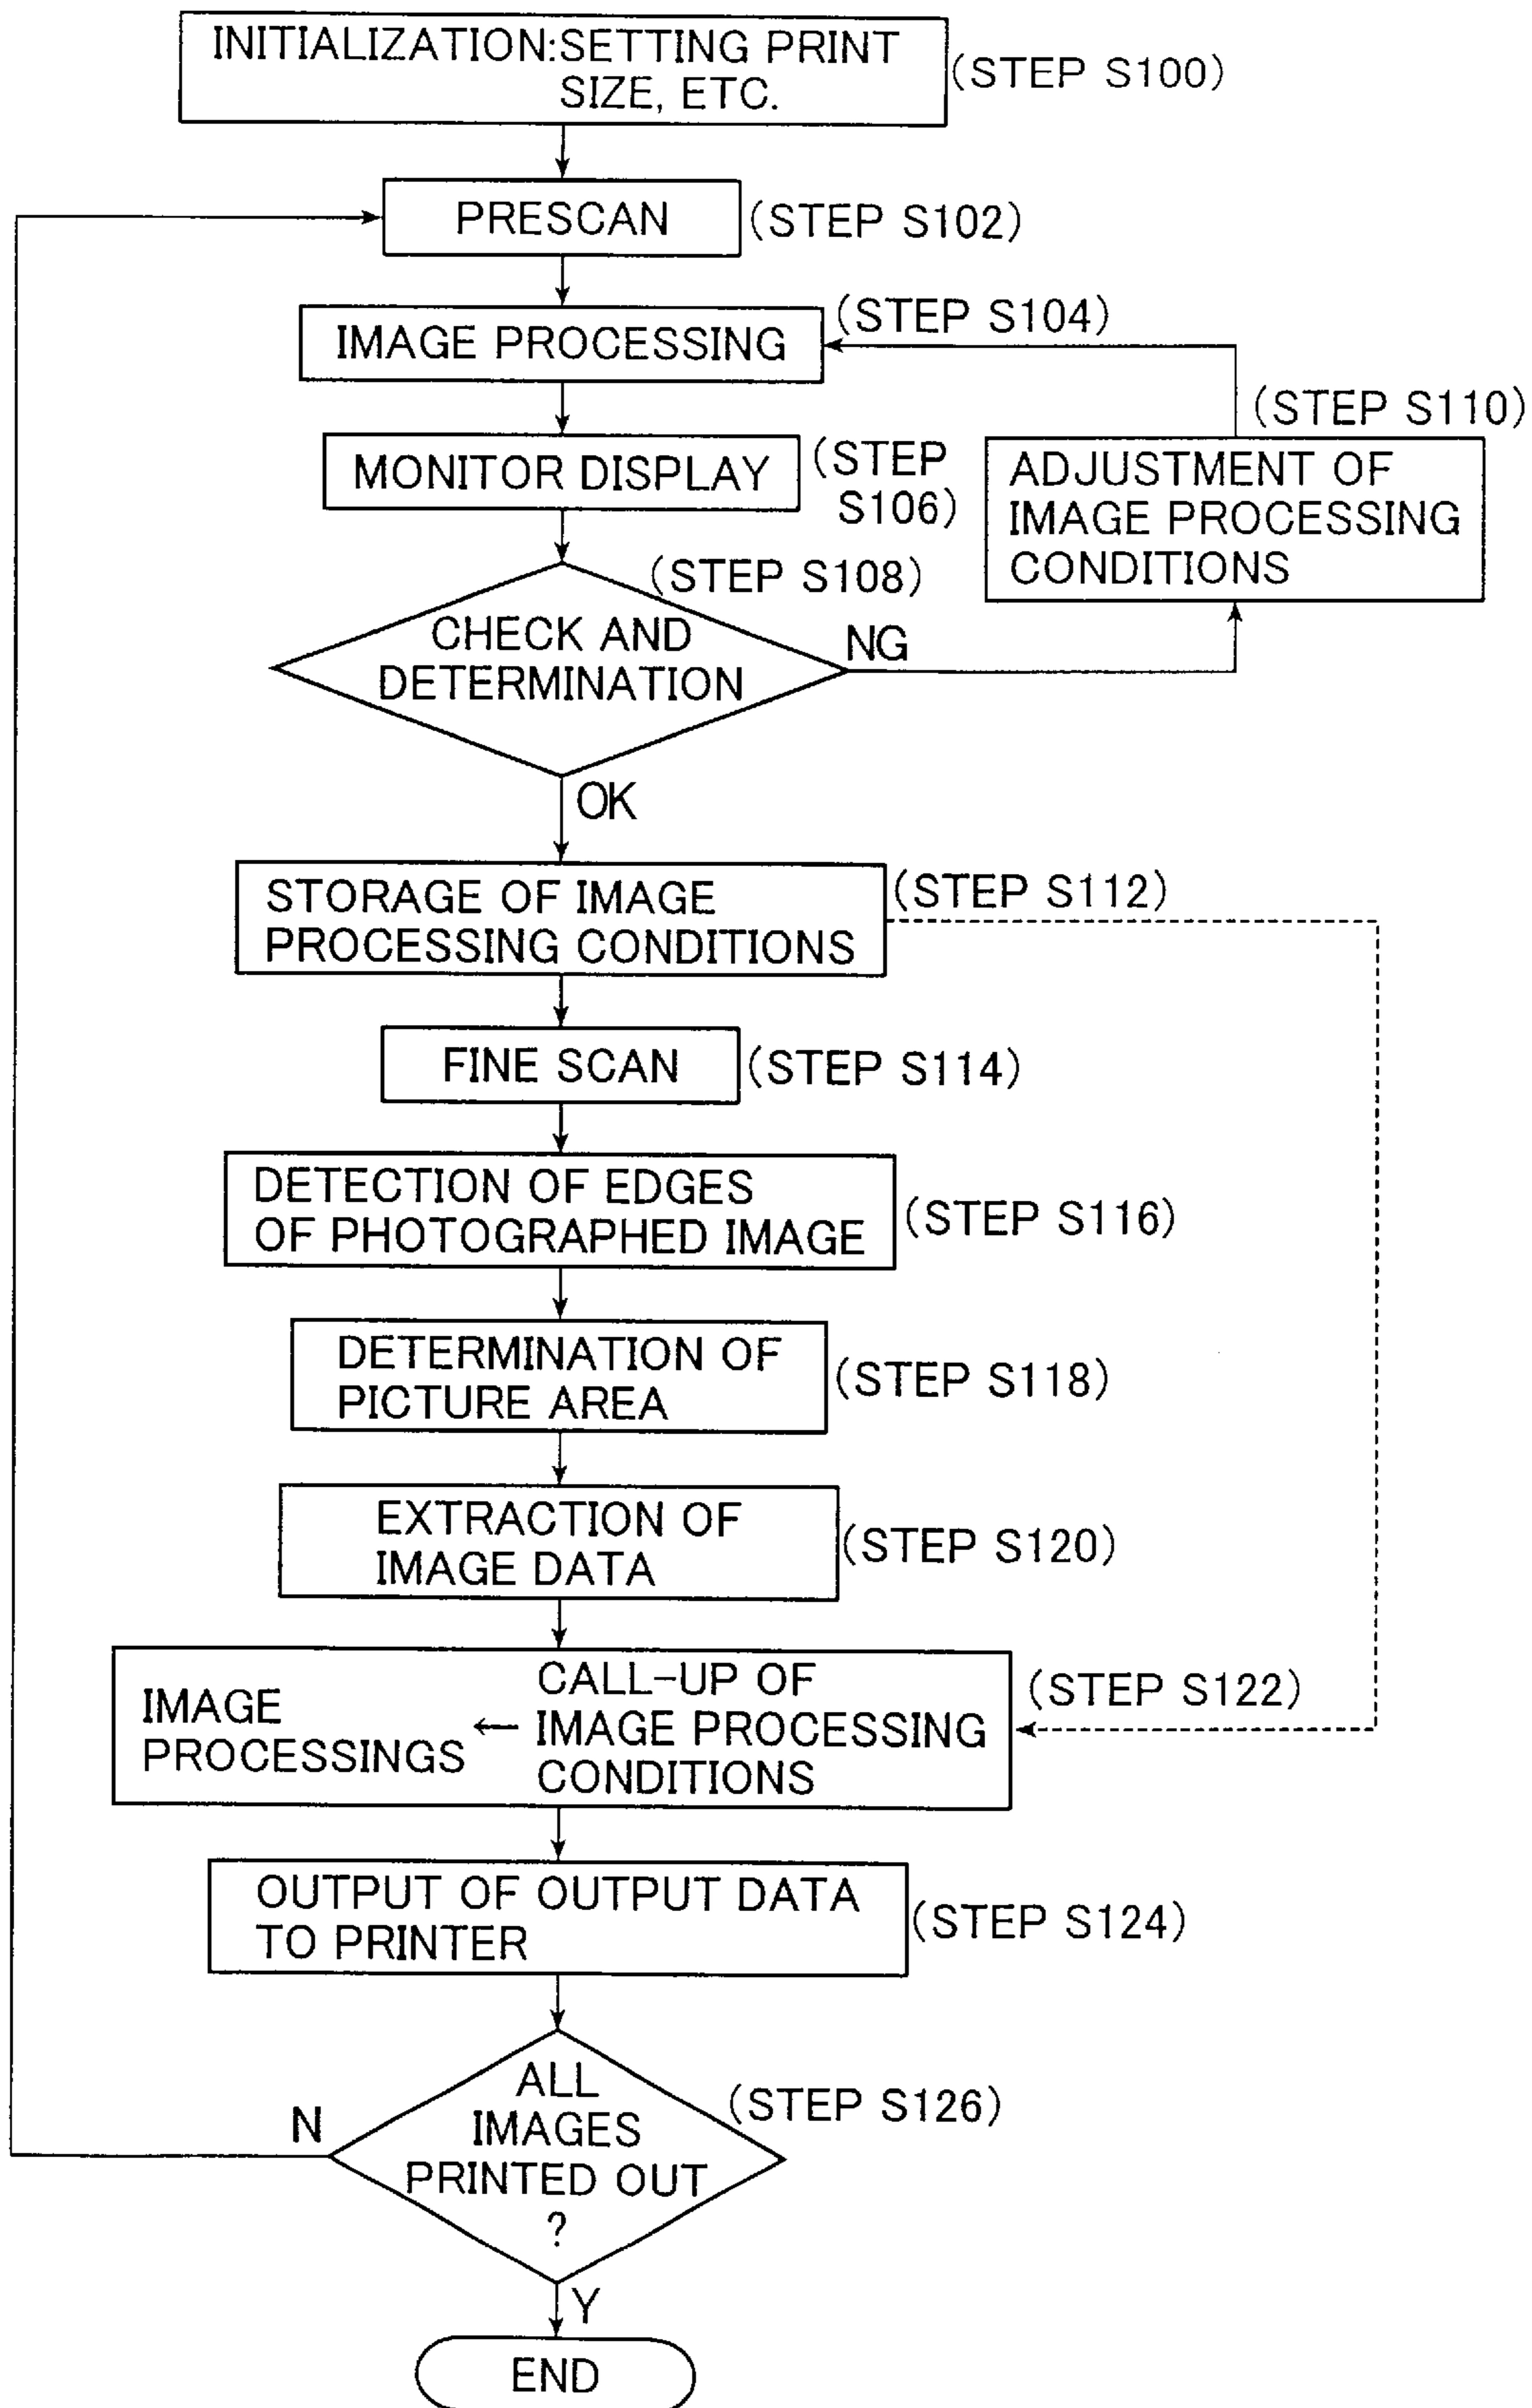 INITIALIZATION:SETTING PRINT
SIZE, ETC.
(STEP S100)
PRESCAN
(STEP S102)
IMAGE PROCESSING
(STEP S104)
MONITOR DISPLAY
(STEP
S106)
(STEP S110)
ADJUSTMENT OF
IMAGE PROCESSING
CONDITIONS
(STEP S108)
CHECK AND
DETERMINATION
NG
OK
STORAGE OF IMAGE
PROCESSING CONDITIONS
(STEP S112)
FINE SCAN
(STEP S114)
DETECTION OF EDGES
OF PHOTOGRAPHED IMAGE
(STEP S116)
DETERMINATION OF
PICTURE AREA
(STEP S118)
EXTRACTION OF
IMAGE DATA
(STEP S120)
IMAGE
PROCESSINGS
←
CALL-UP OF
IMAGE PROCESSING
CONDITIONS
(STEP S122)
OUTPUT OF OUTPUT DATA
TO PRINTER
(STEP S124)
ALL
IMAGES
PRINTED OUT
?
(STEP S126)
N
Y
END